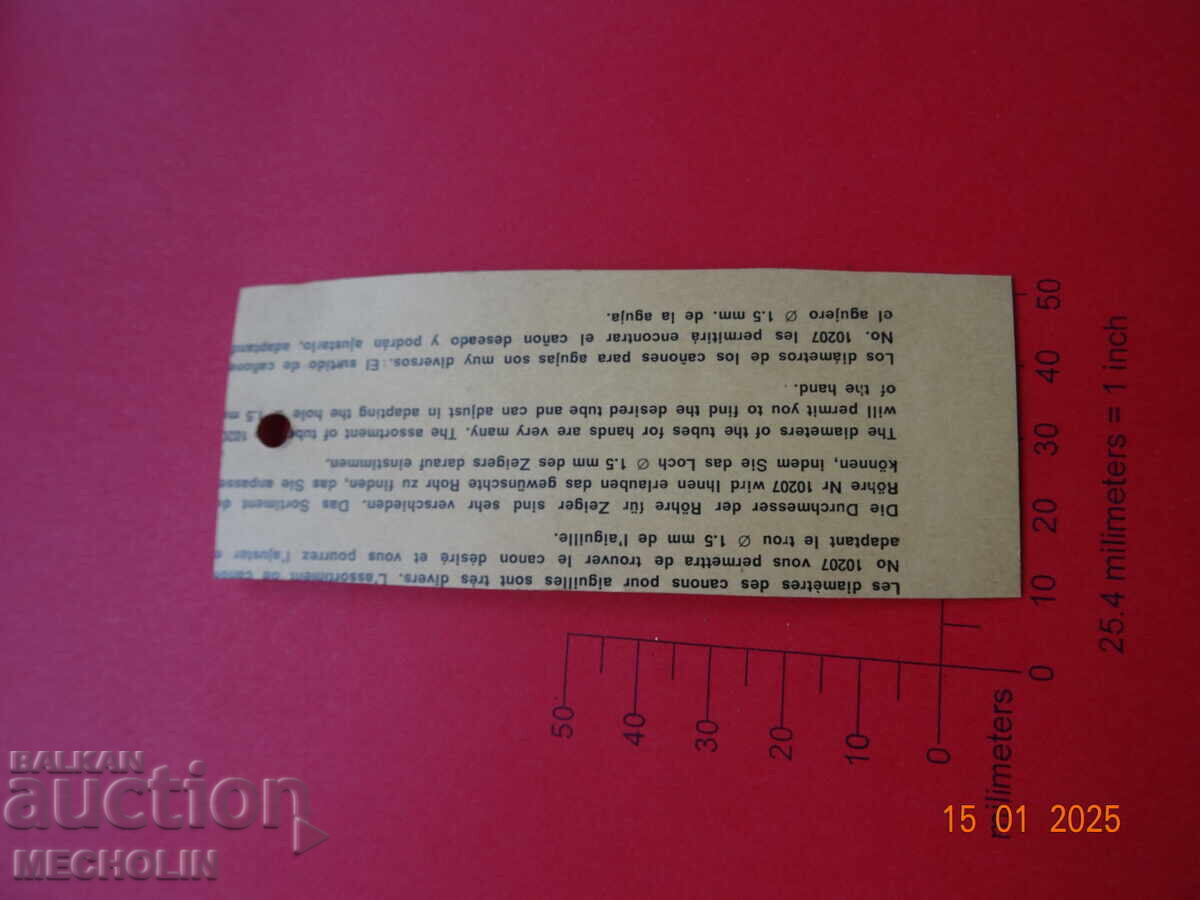 Les diamètres des canons pour aiguilles sont très divers. L'assortiment de
No 10207 vous permettra de trouver le canon désiré et vous pourrez l'ajuster
adaptant le trou Ø 1.5 mm de l'aiguille.
Die Durchmesser der Röhre für Zeiger sind sehr verschieden. Das Sortiment
Röhre Nr 10207 wird Ihnen erlauben das gewünschte Rohr zu finden, das Sie
können, indem Sie das Loch Ø 1.5 mm des Zeigers darauf einstimmen.
The diameters of the tubes for hands are very many. The assortment of
will permit you to find the desired tube and can adjust in adapting the hole 1.5
of the hand.
Los diámetros de los cañones para agujas son muy diversos. El surtido de
No. 10207 les permitirá encontrar el cañon deseado y podrán ajustarlo,
el agujero Ø 1.5 mm. de la aguja.
50
40
30
20
10
0
25.4 milimeters = 1 inch
50
40
30
20
10
0
milimeters
BALKAN
auction
MECHOLIN
15 01 2025